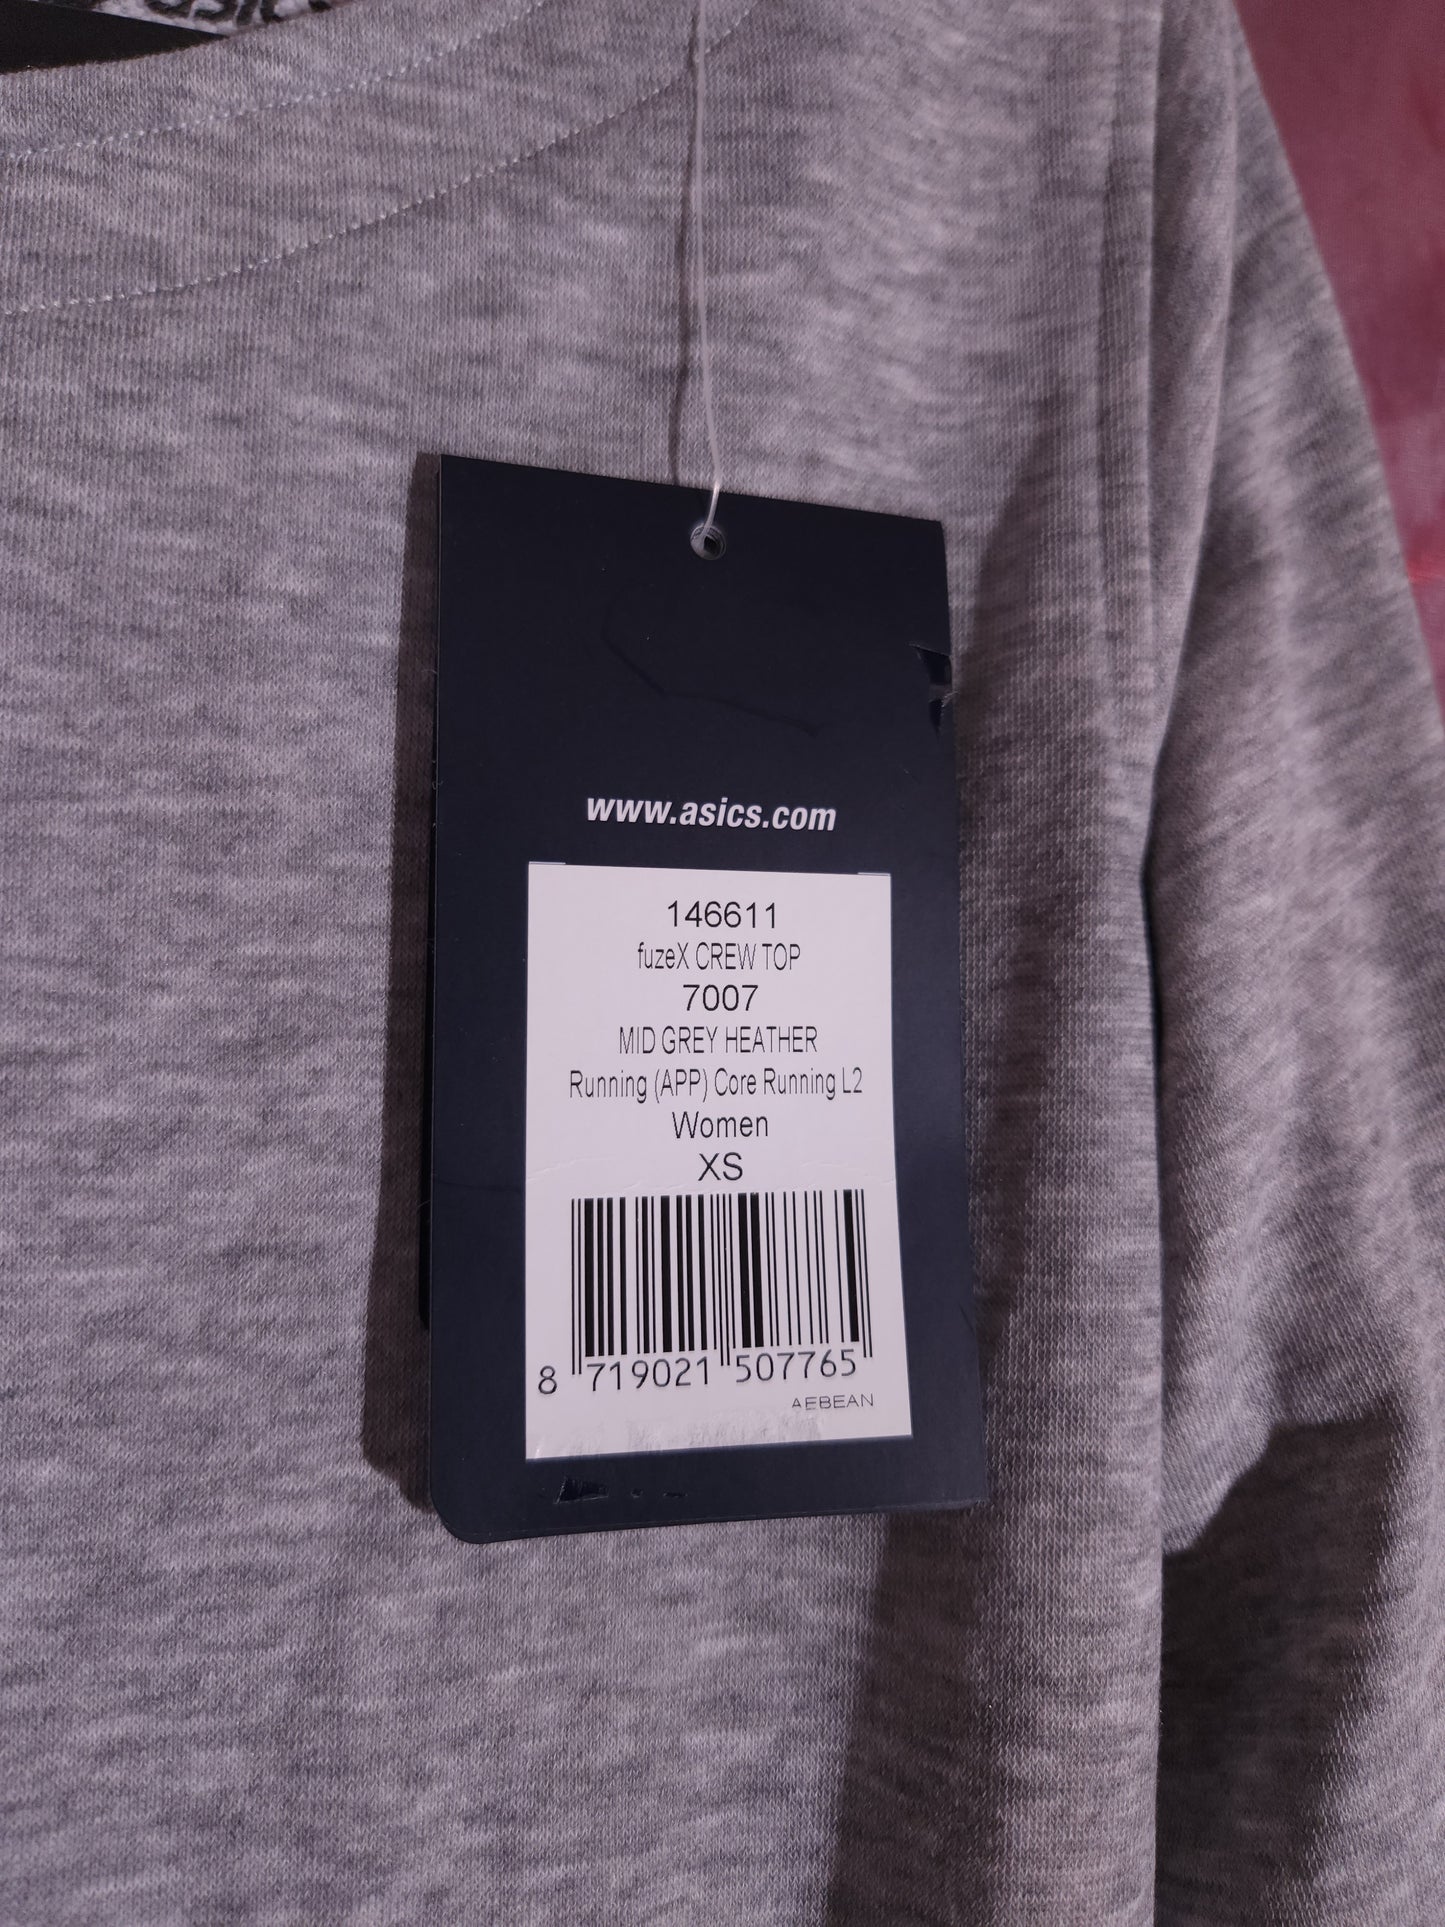 www.asics.com
146611
fuzeX CREW TOP
7007
MID GREY HEATHER
Running (APP) Core Running L2
Women
XS
8 719021 507765
AEBEAN